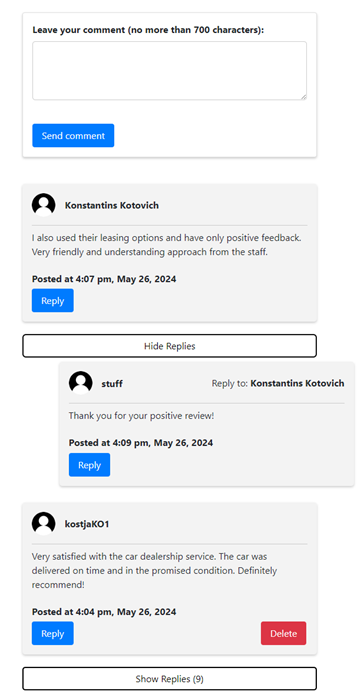 Leave your comment (no more than 700 characters):
Send comment
Konstantins Kotovich
I also used their leasing options and have only positive feedback.
Very friendly and understanding approach from the staff.
Posted at 4:07 pm, May 26, 2024
Reply
Hide Replies
stuff Reply to: Konstantins Kotovich
Thank you for your positive review!
Posted at 4:09 pm, May 26, 2024
Reply
kostjaKO1
Very satisfied with the car dealership service. The car was
delivered on time and in the promised condition. Definitely
recommend!
Posted at 4:04 pm, May 26, 2024
Reply Delete
Show Replies (9)